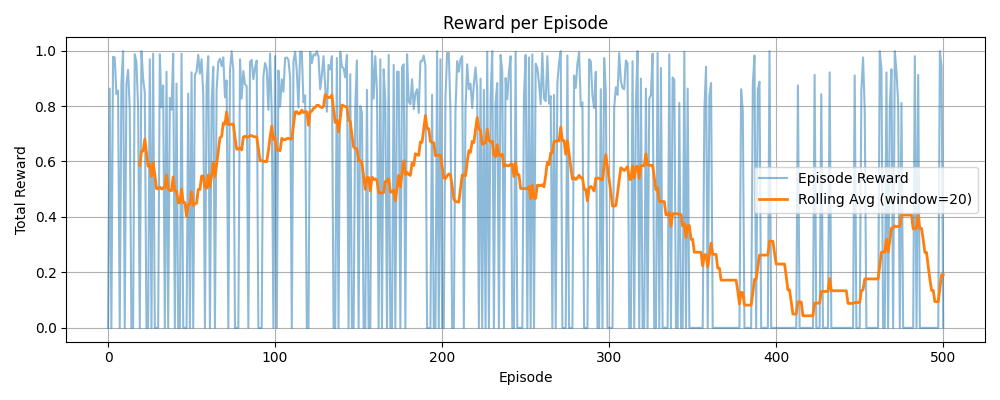 Reward per Episode
1.0
0.8
0.6
0.4
0.2
0.0
Total Reward
Episode Reward
Rolling Avg (window=20)
0 100 200 300 400 500
Episode